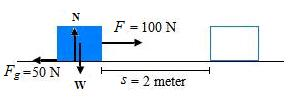 N
F = 100 N
Fg=50 N
W
s = 2 meter